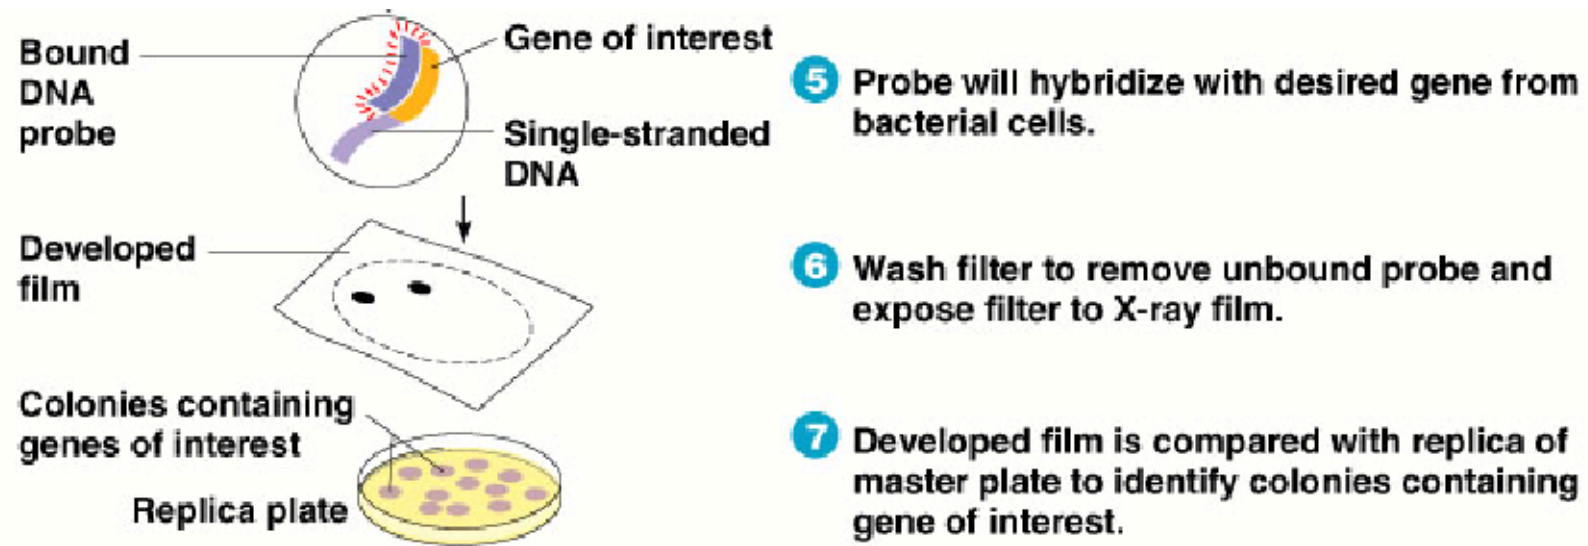 Bound
DNA
probe
Gene of interest
Single-stranded
DNA
5 Probe will hybridize with desired gene from
bacterial cells.
Developed
film
6 Wash filter to remove unbound probe and
expose filter to X-ray film.
Colonies containing
genes of interest
Replica plate
7 Developed film is compared with replica of
master plate to identify colonies containing
gene of interest.